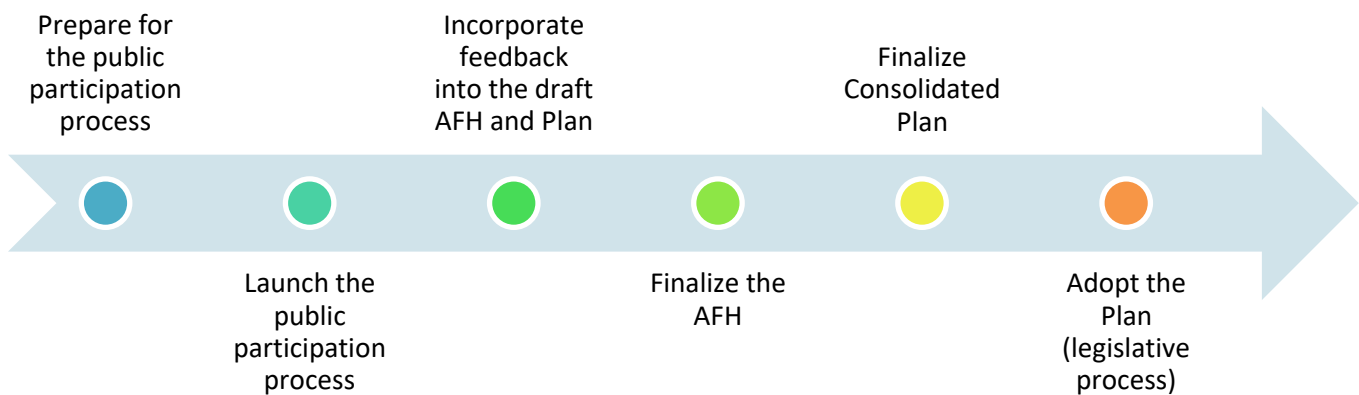 Prepare for
the public
participation
process
Launch the
public
participation
process
Incorporate
feedback
into the draft
AFH and Plan
Finalize the
AFH
Finalize
Consolidated
Plan
Adopt the
Plan
(legislative
process)